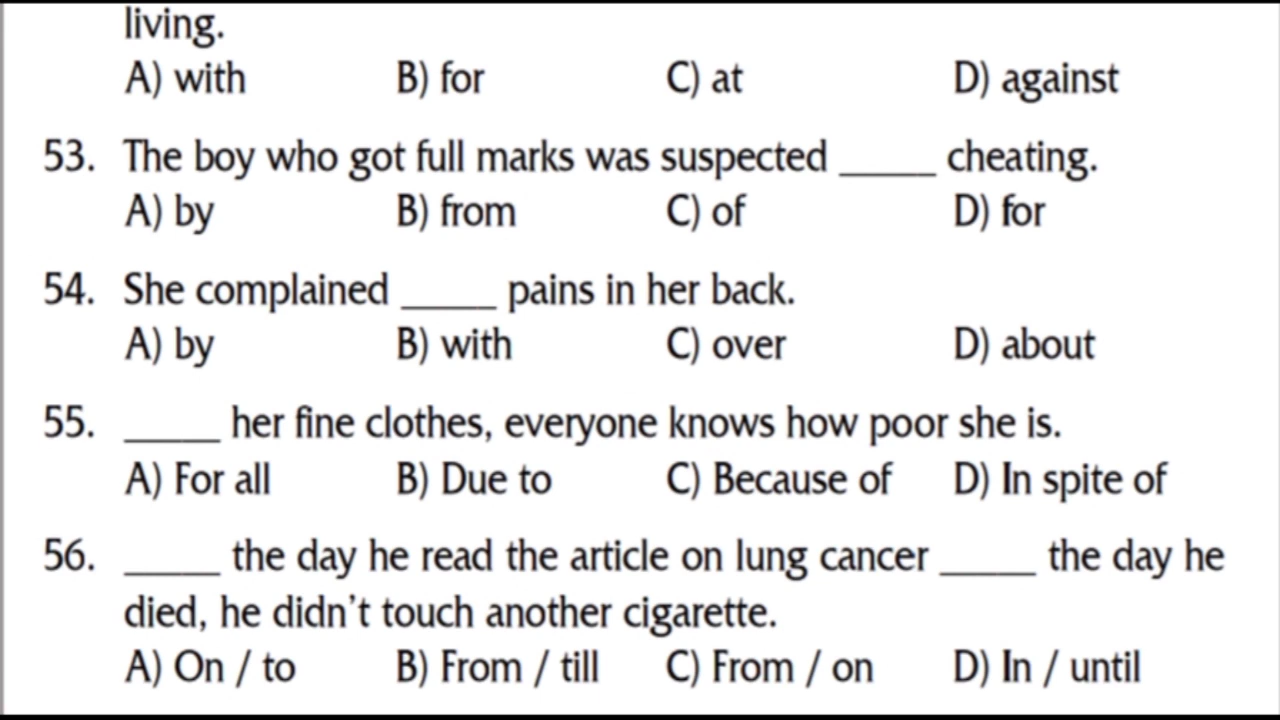 living.
A) with B) for C) at D) against
53. The boy who got full marks was suspected _____ cheating.
A) by B) from C) of D) for
54. She complained _____ pains in her back.
A) by B) with C) over D) about
55. _____ her fine clothes, everyone knows how poor she is.
A) For all B) Due to C) Because of D) In spite of
56. _____ the day he read the article on lung cancer _____ the day he
died, he didn't touch another cigarette.
A) On / to B) From / till C) From / on D) In / until